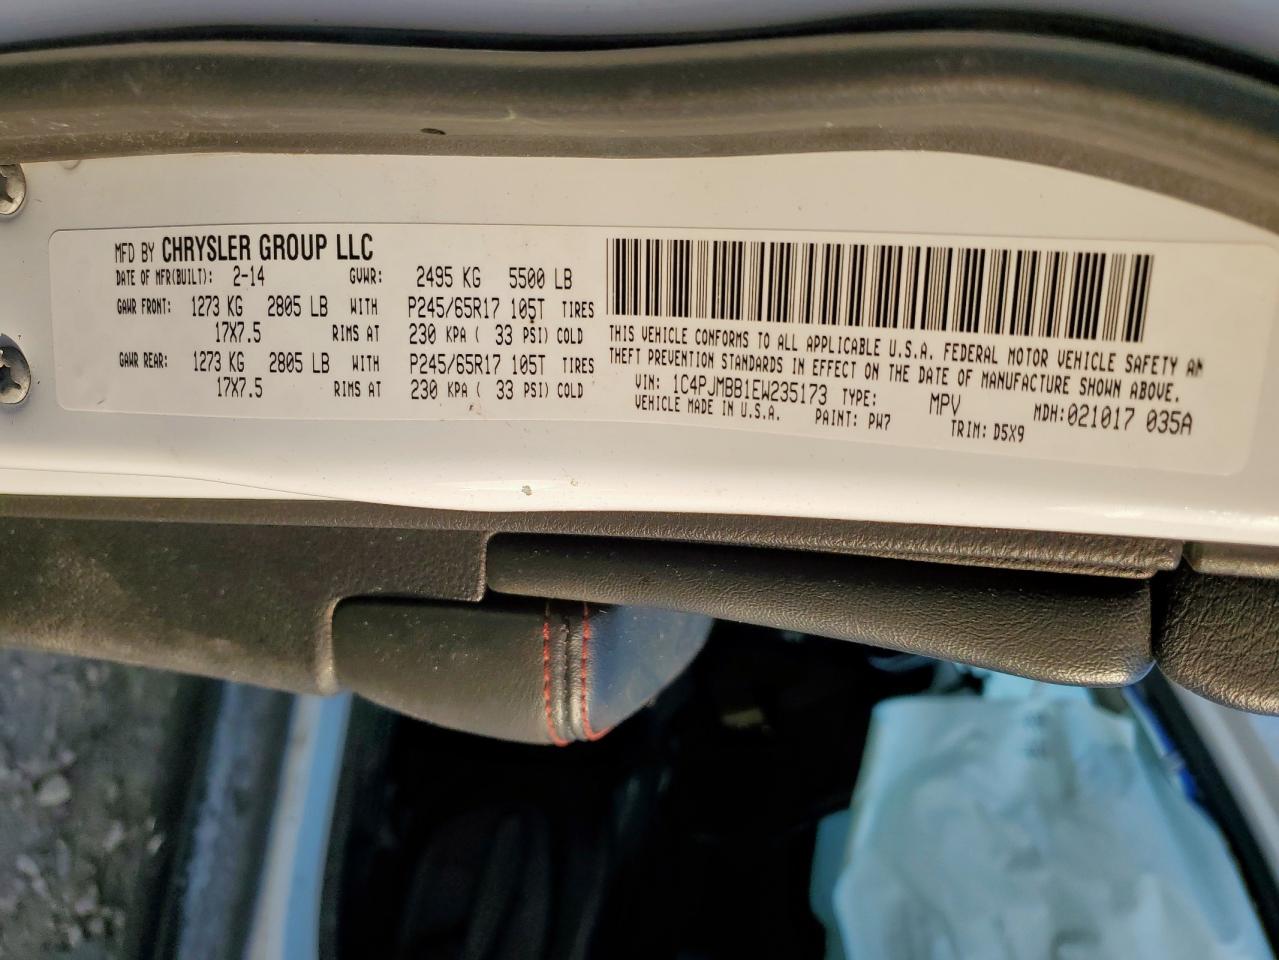 MFD BY CHRYSLER GROUP LLC
DATE OF MFR(BUILT): 2-14 GVWR: 2495 KG 5500 LB
GAWR FRONT: 1273 KG 2805 LB WITH P245/65R17 105T TIRES
17X7.5 RIMS AT 230 KPA ( 33 PSI) COLD
GAWR REAR: 1273 KG 2805 LB WITH P245/65R17 105T TIRES
17X7.5 RIMS AT 230 KPA ( 33 PSI) COLD
THIS VEHICLE CONFORMS TO ALL APPLICABLE U.S.A. FEDERAL MOTOR VEHICLE SAFETY AN
THEFT PREVENTION STANDARDS IN EFFECT ON THE DATE OF MANUFACTURE SHOWN ABOVE.
VIN: 1C4PJMBB1EW235173 TYPE: MPV MDH:021017 035A
VEHICLE MADE IN U.S.A. PAINT: PW7 TRIM: D5X9